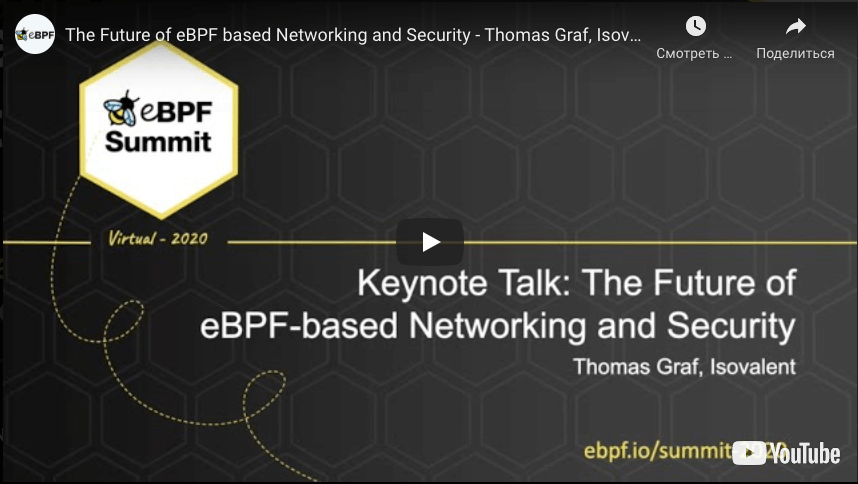 eBPF
The Future of eBPF based Networking and Security - Thomas Graf, Isov...
Смотреть ...
Поделиться
eBPF
Summit
Virtual - 2020
Keynote Talk: The Future of
eBPF-based Networking and Security
Thomas Graf, Isovalent
ebpf.io/summit-2020
YouTube